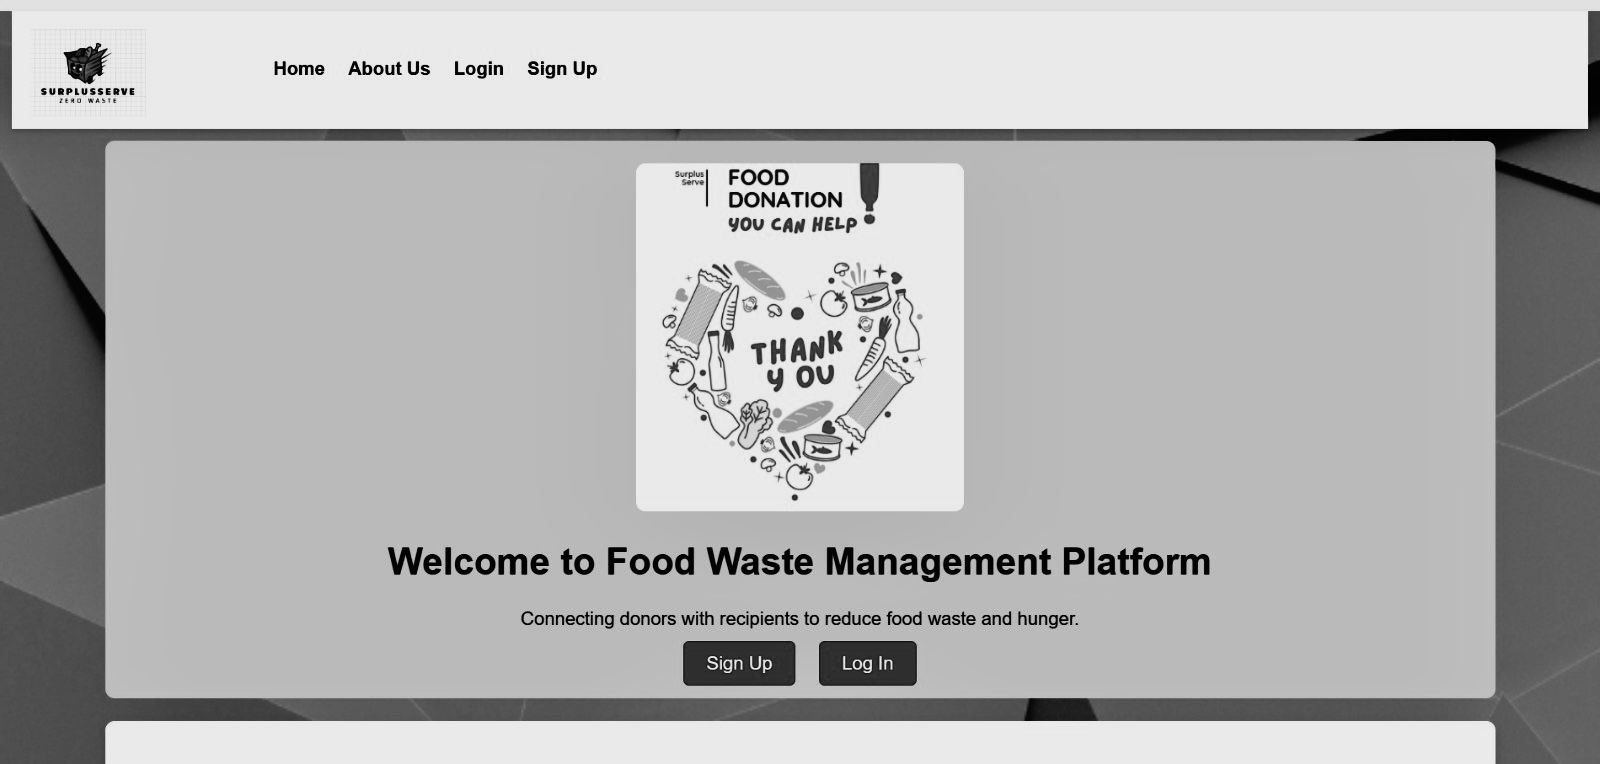 SURPLUSSERVE
ZERO WASTE
Home About Us Login Sign Up
Surplus
Serve
FOOD
DONATION
YOU CAN HELP
THANK
YOU
Welcome to Food Waste Management Platform
Connecting donors with recipients to reduce food waste and hunger.
Sign Up Log In